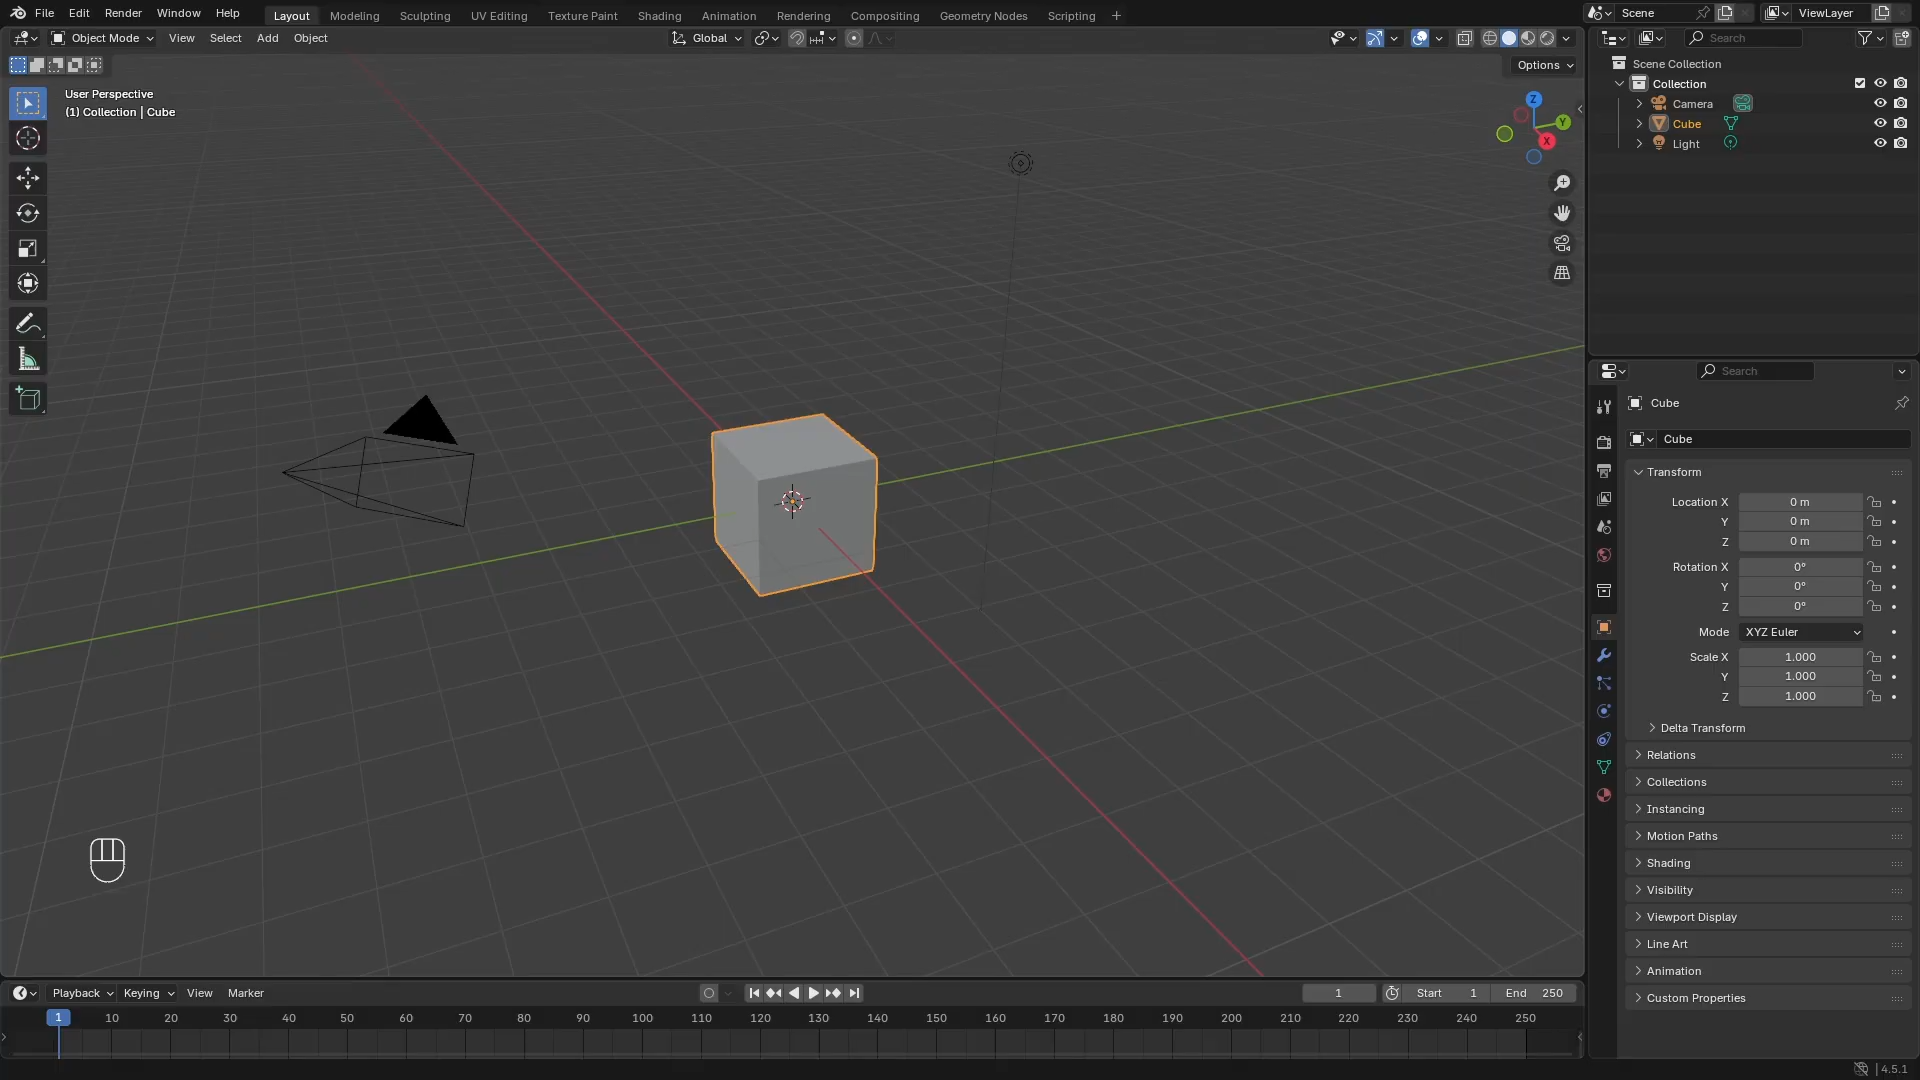 File Edit Render Window Help Layout Modeling Sculpting UV Editing Texture Paint Shading Animation Rendering Compositing Geometry Nodes Scripting + Scene ViewLayer
Object Mode View Select Add Object Global Search
Options
User Perspective
(1) Collection | Cube
Z
Y
X
Scene Collection
Collection
Camera
Cube
Light
Search
Cube
Cube
Transform
Location X 0 m
Y 0 m
Z 0 m
Rotation X 0°
Y 0°
Z 0°
Mode XYZ Euler
Scale X 1.000
Y 1.000
Z 1.000
Delta Transform
Relations
Collections
Instancing
Motion Paths
Shading
Visibility
Viewport Display
Line Art
Animation
Custom Properties
Playback Keying View Marker 1 Start 1 End 250
1 10 20 30 40 50 60 70 80 90 100 110 120 130 140 150 160 170 180 190 200 210 220 230 240 250
4.5.1